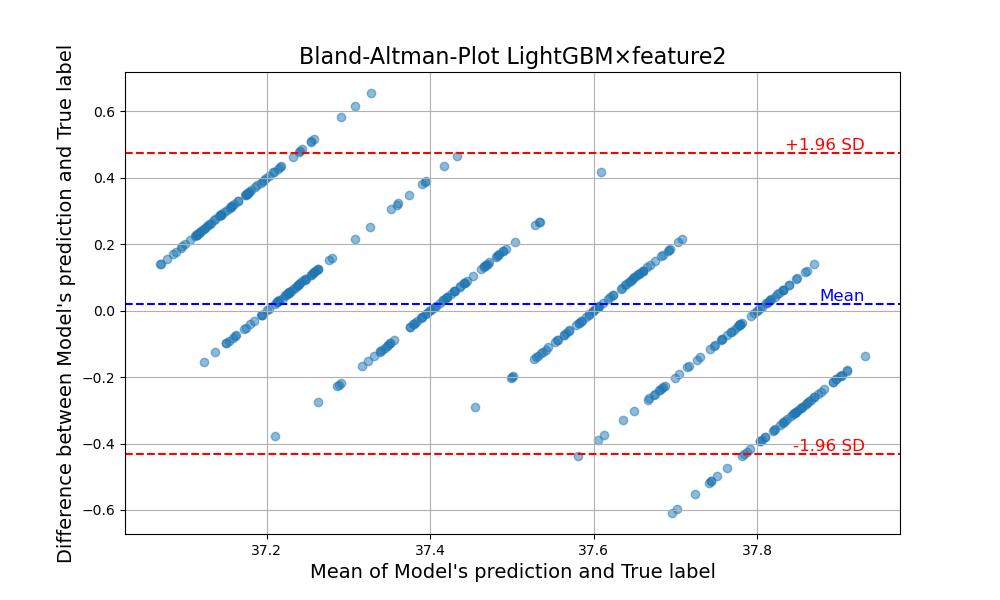 Bland-Altman-Plot LightGBM×feature2
Difference between Model's prediction and True label
0.6
0.4
0.2
0.0
−0.2
−0.4
−0.6
+1.96 SD
Mean
-1.96 SD
37.2
37.4
37.6
37.8
Mean of Model's prediction and True label